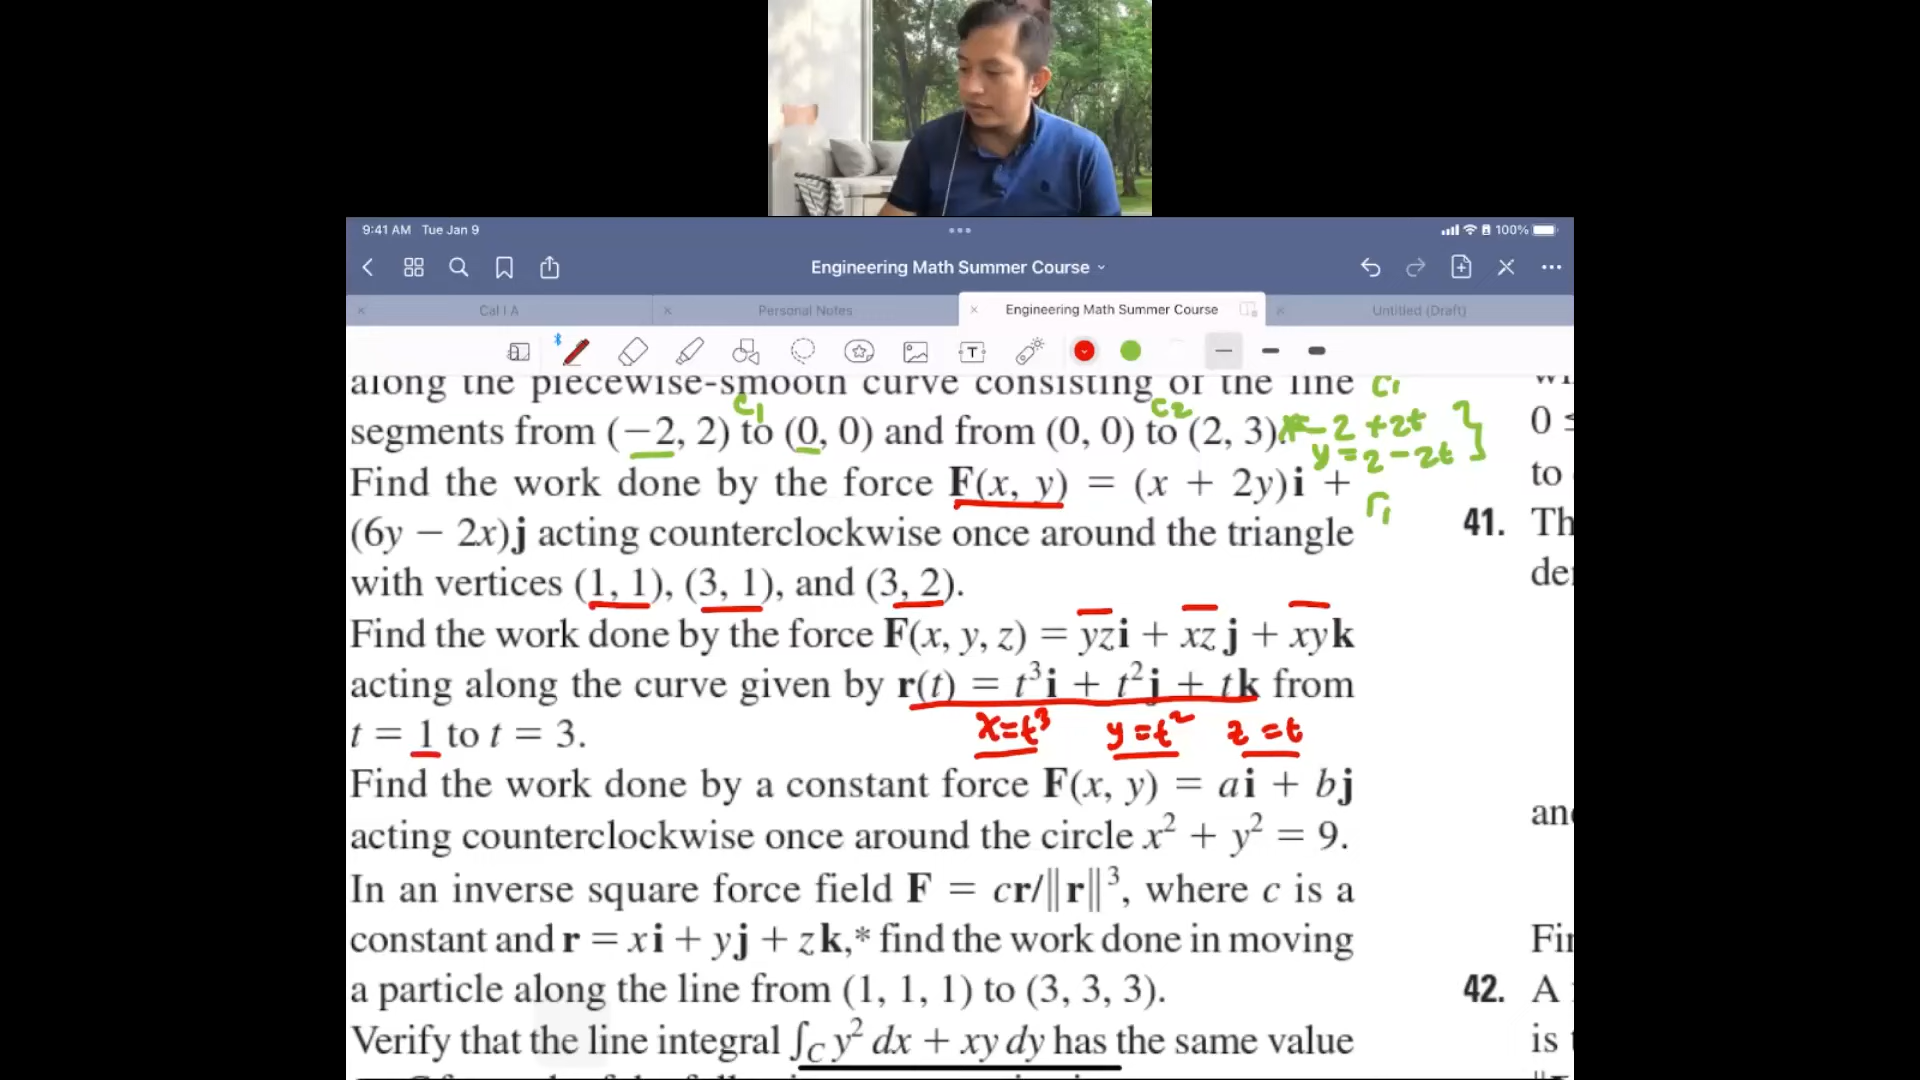 9:41 AM Tue Jan 9
100%
Engineering Math Summer Course
Cal I A
Personal Notes
Engineering Math Summer Course
Untitled (Draft)
T
along the piecewise-smooth curve consisting of the line
segments from (−2, 2) to (0, 0) and from (0, 0) to (2, 3).
Find the work done by the force F(x, y) = (x + 2y)i +
(6y − 2x)j acting counterclockwise once around the triangle
with vertices (1, 1), (3, 1), and (3, 2).
Find the work done by the force F(x, y, z) = yzi + xz j + xyk
acting along the curve given by r(t) = t³i + t²j + tk from
t = 1 to t = 3.
Find the work done by a constant force F(x, y) = ai + bj
acting counterclockwise once around the circle x² + y² = 9.
In an inverse square force field F = cr/‖r‖³, where c is a
constant and r = xi + yj + zk,* find the work done in moving
a particle along the line from (1, 1, 1) to (3, 3, 3).
Verify that the line integral ∫C y² dx + xy dy has the same value
C1
C2
C1
-2 + 2t }
y = 2 - 2t
r1
x=t³ y=t² z=t
0 ≤
to
41. Th
and
Fin
42. A
is